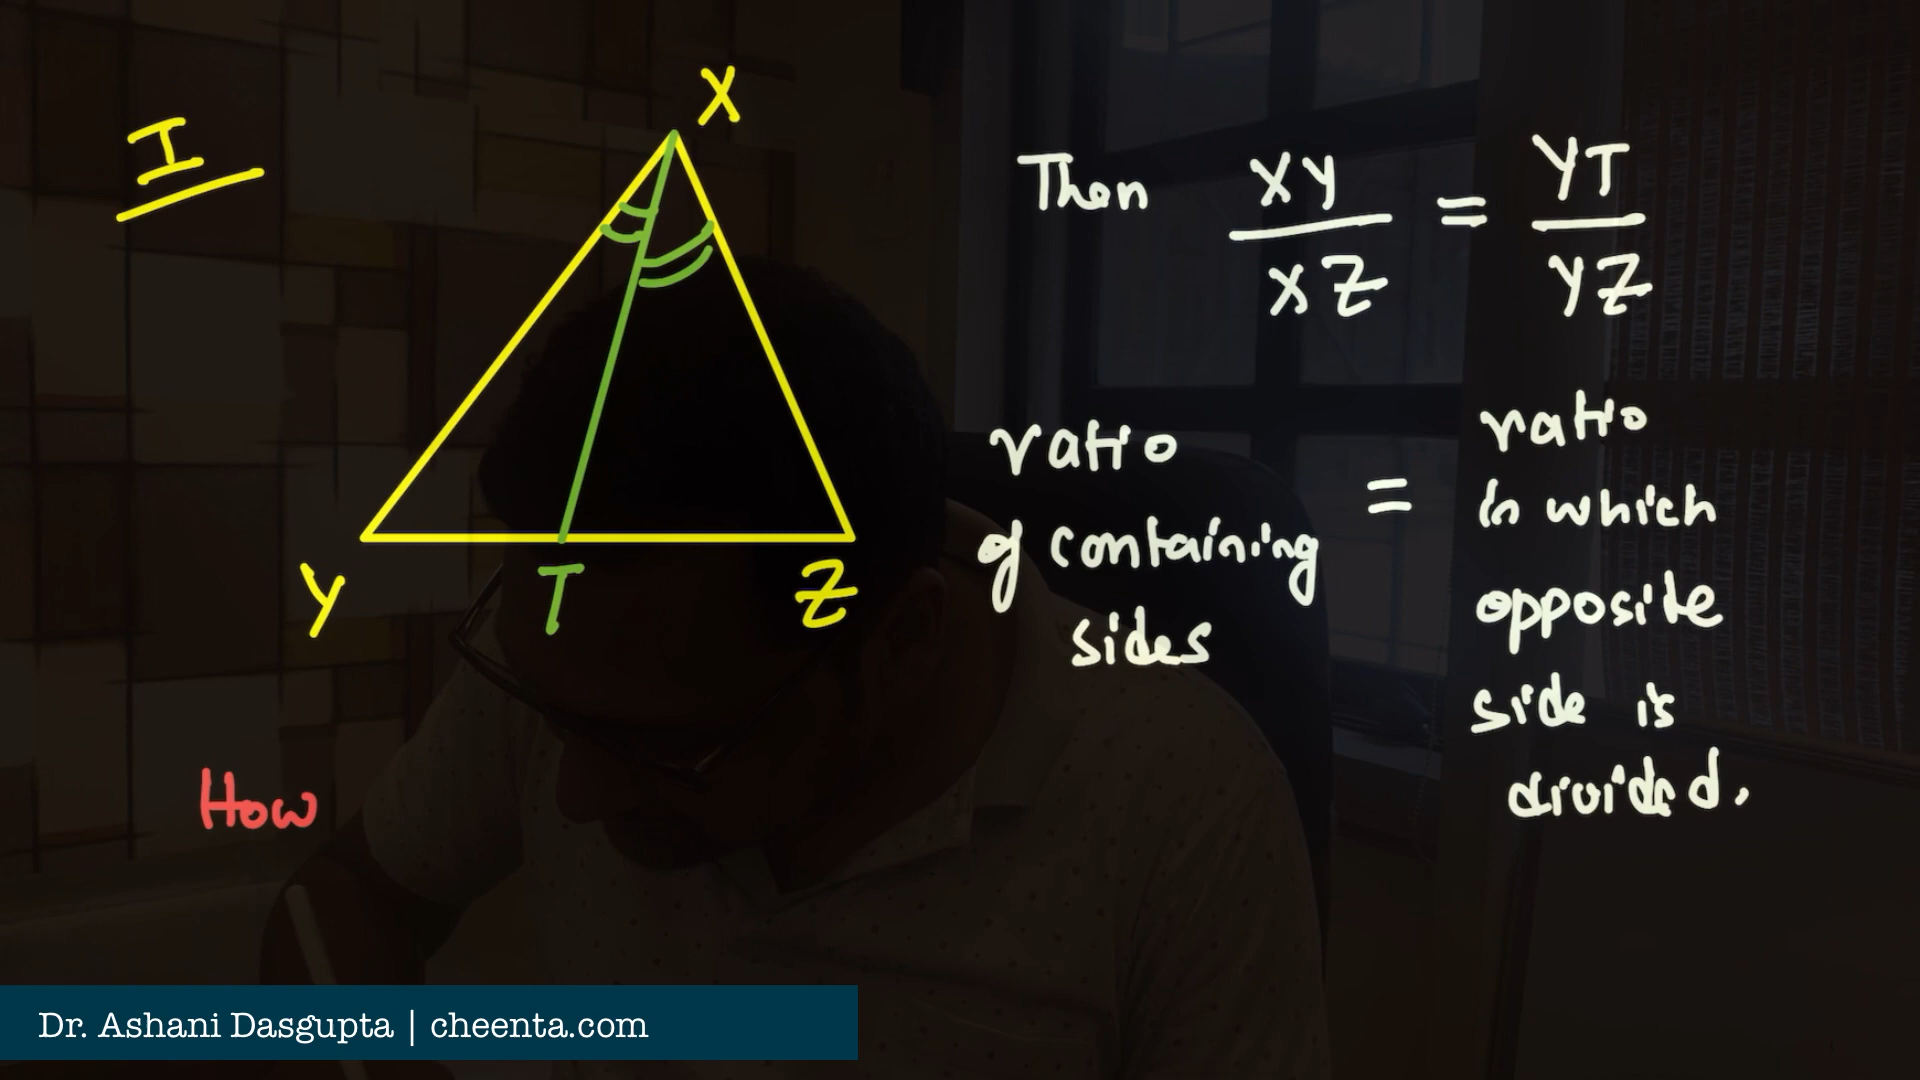 I
X
Y
T
Z
Then XY/XZ = YT/YZ
ratio of containing sides = ratio in which opposite side is divided.
How
Dr. Ashani Dasgupta | cheenta.com